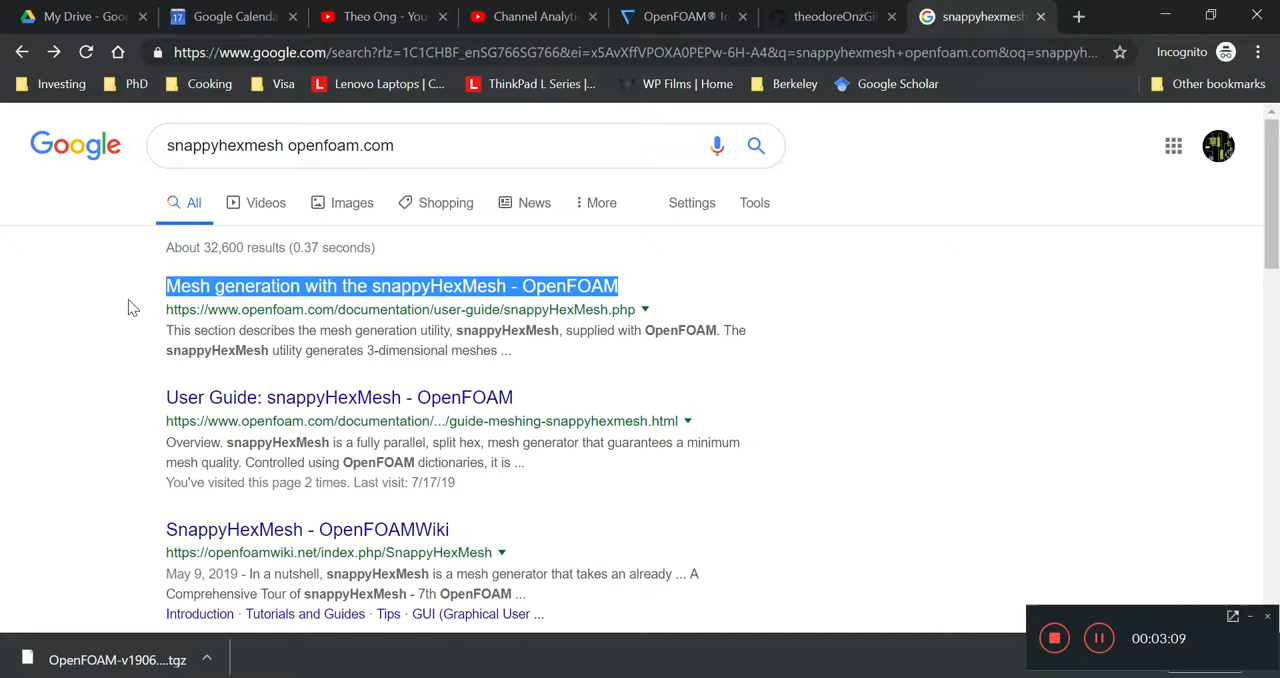 My Drive - Goo
Google Calenda
Theo Ong - You
Channel Analyti
OpenFOAM® In
theodoreOnzGi
snappyhexmesh
https://www.google.com/search?rlz=1C1CHBF_enSG766SG766&ei=x5AvXffVPOXA0PEPw-6H-A4&q=snappyhexmesh+openfoam.com&oq=snappyh...
Incognito
Investing
PhD
Cooking
Visa
Lenovo Laptops | C...
ThinkPad L Series |...
WP Films | Home
Berkeley
Google Scholar
Other bookmarks
Google
snappyhexmesh openfoam.com
All
Videos
Images
Shopping
News
More
Settings
Tools
About 32,600 results (0.37 seconds)
Mesh generation with the snappyHexMesh - OpenFOAM
https://www.openfoam.com/documentation/user-guide/snappyHexMesh.php
This section describes the mesh generation utility, snappyHexMesh, supplied with OpenFOAM. The
snappyHexMesh utility generates 3-dimensional meshes ...
User Guide: snappyHexMesh - OpenFOAM
https://www.openfoam.com/documentation/.../guide-meshing-snappyhexmesh.html
Overview. snappyHexMesh is a fully parallel, split hex, mesh generator that guarantees a minimum
mesh quality. Controlled using OpenFOAM dictionaries, it is ...
You've visited this page 2 times. Last visit: 7/17/19
SnappyHexMesh - OpenFOAMWiki
https://openfoamwiki.net/index.php/SnappyHexMesh
May 9, 2019 - In a nutshell, snappyHexMesh is a mesh generator that takes an already ... A
Comprehensive Tour of snappyHexMesh - 7th OpenFOAM ...
Introduction · Tutorials and Guides · Tips · GUI (Graphical User ...
OpenFOAM-v1906....tgz
00:03:09